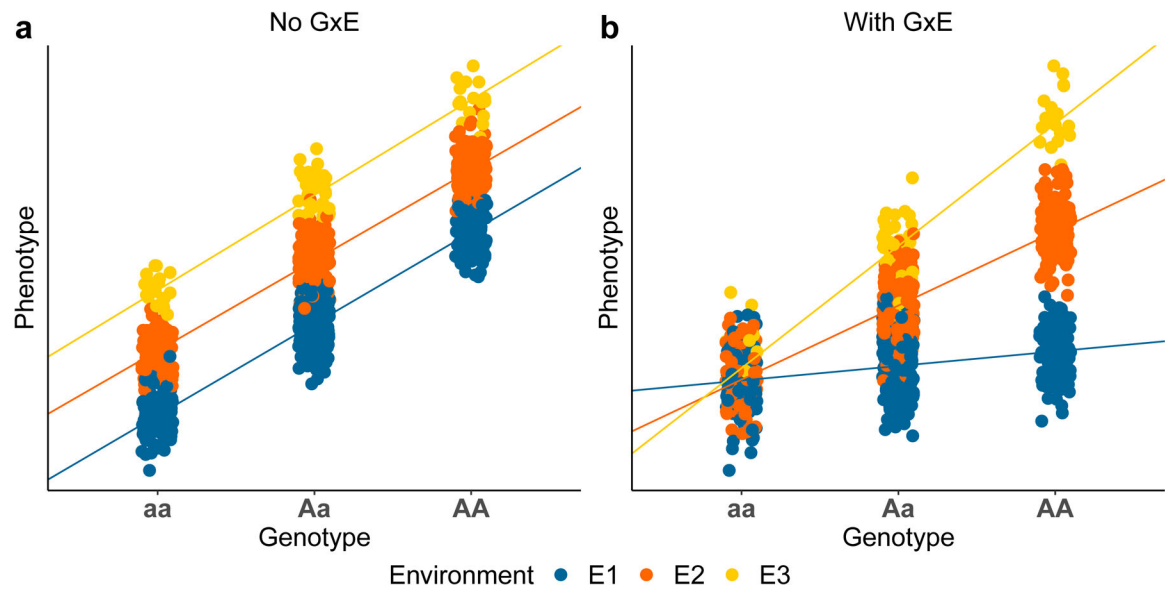 a No GxE
Phenotype
aa Aa AA
Genotype
b With GxE
Phenotype
aa Aa AA
Genotype
Environment E1 E2 E3